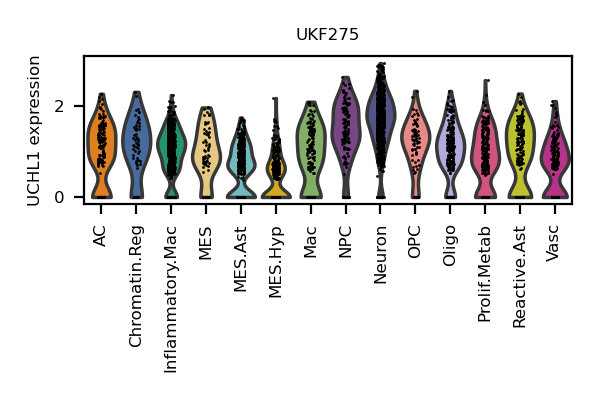 UKF275
UCHL1 expression
2
0
AC
Chromatin.Reg
Inflammatory.Mac
MES
MES.Ast
MES.Hyp
Mac
NPC
Neuron
OPC
Oligo
Prolif.Metab
Reactive.Ast
Vasc